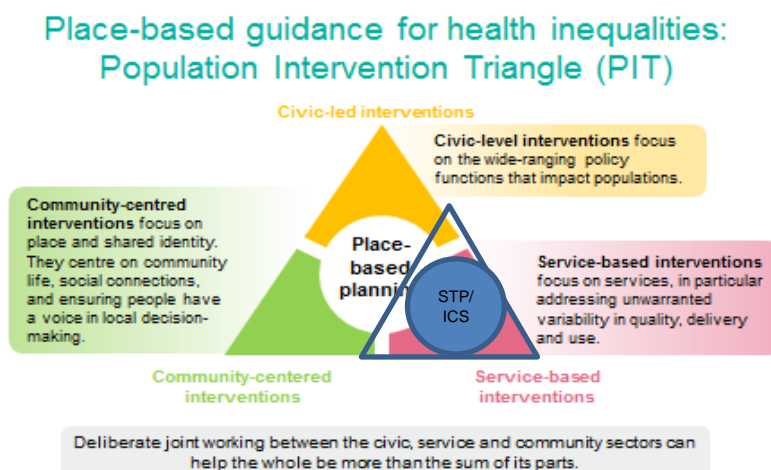 Place-based guidance for health inequalities:
Population Intervention Triangle (PIT)
Civic-led interventions
Civic-level interventions focus
on the wide-ranging policy
functions that impact populations.
Community-centred
interventions focus on
place and shared identity.
They centre on community
life, social connections,
and ensuring people have
a voice in local decision-
making.
Place-
based
planning
STP/
ICS
Service-based interventions
focus on services, in particular
addressing unwarranted
variability in quality, delivery
and use.
Community-centered
interventions
Service-based
interventions
Deliberate joint working between the civic, service and community sectors can
help the whole be more than the sum of its parts.